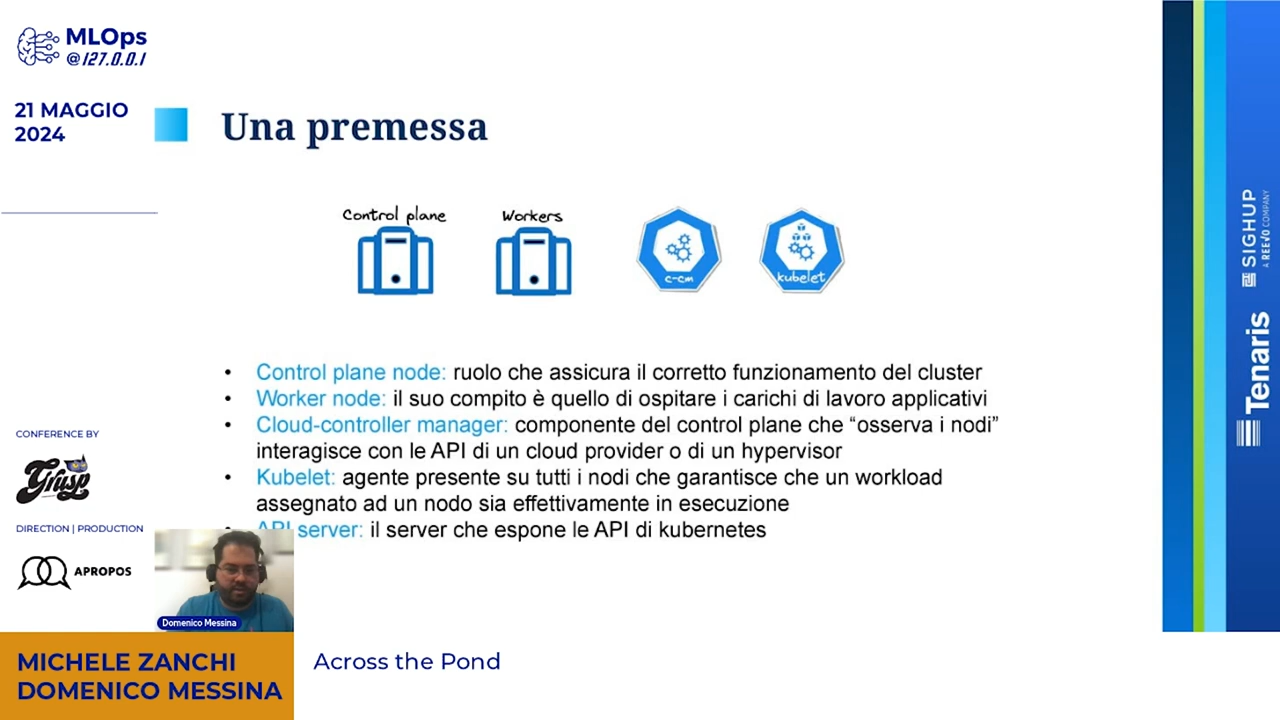 MLOps
@127.0.0.1
21 MAGGIO
2024
Una premessa
Control plane
Workers
c-cm
kubelet
• Control plane node: ruolo che assicura il corretto funzionamento del cluster
• Worker node: il suo compito è quello di ospitare i carichi di lavoro applicativi
• Cloud-controller manager: componente del control plane che “osserva i nodi”
interagisce con le API di un cloud provider o di un hypervisor
• Kubelet: agente presente su tutti i nodi che garantisce che un workload
assegnato ad un nodo sia effettivamente in esecuzione
• API server: il server che espone le API di kubernetes
CONFERENCE BY
Grusp
DIRECTION | PRODUCTION
APROPOS
Domenico Messina
MICHELE ZANCHI
DOMENICO MESSINA
Across the Pond
SIGHUP
A REEVO COMPANY
Tenaris